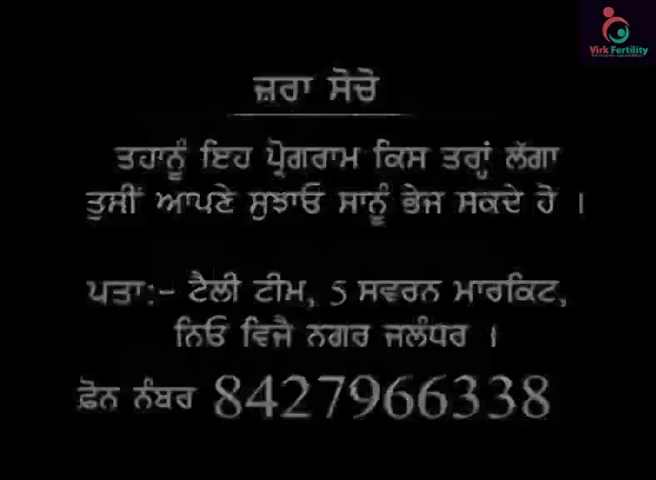 Virk Fertility
ਜ਼ਰਾ ਸੋਚੋ
ਤਹਾਨੂੰ ਇਹ ਪ੍ਰੋਗਰਾਮ ਕਿਸ ਤਰ੍ਹਾਂ ਲੱਗਾ
ਤੁਸੀਂ ਆਪਣੇ ਸੁਝਾਓ ਸਾਨੂੰ ਭੇਜ ਸਕਦੇ ਹੋ ।
ਪਤਾ:- ਟੈਲੀ ਟੀਮ, 5 ਸਵਰਨ ਮਾਰਕਿਟ,
ਨਿਓ ਵਿਜੈ ਨਗਰ ਜਲੰਧਰ ।
ਫ਼ੋਨ ਨੰਬਰ 8427966338